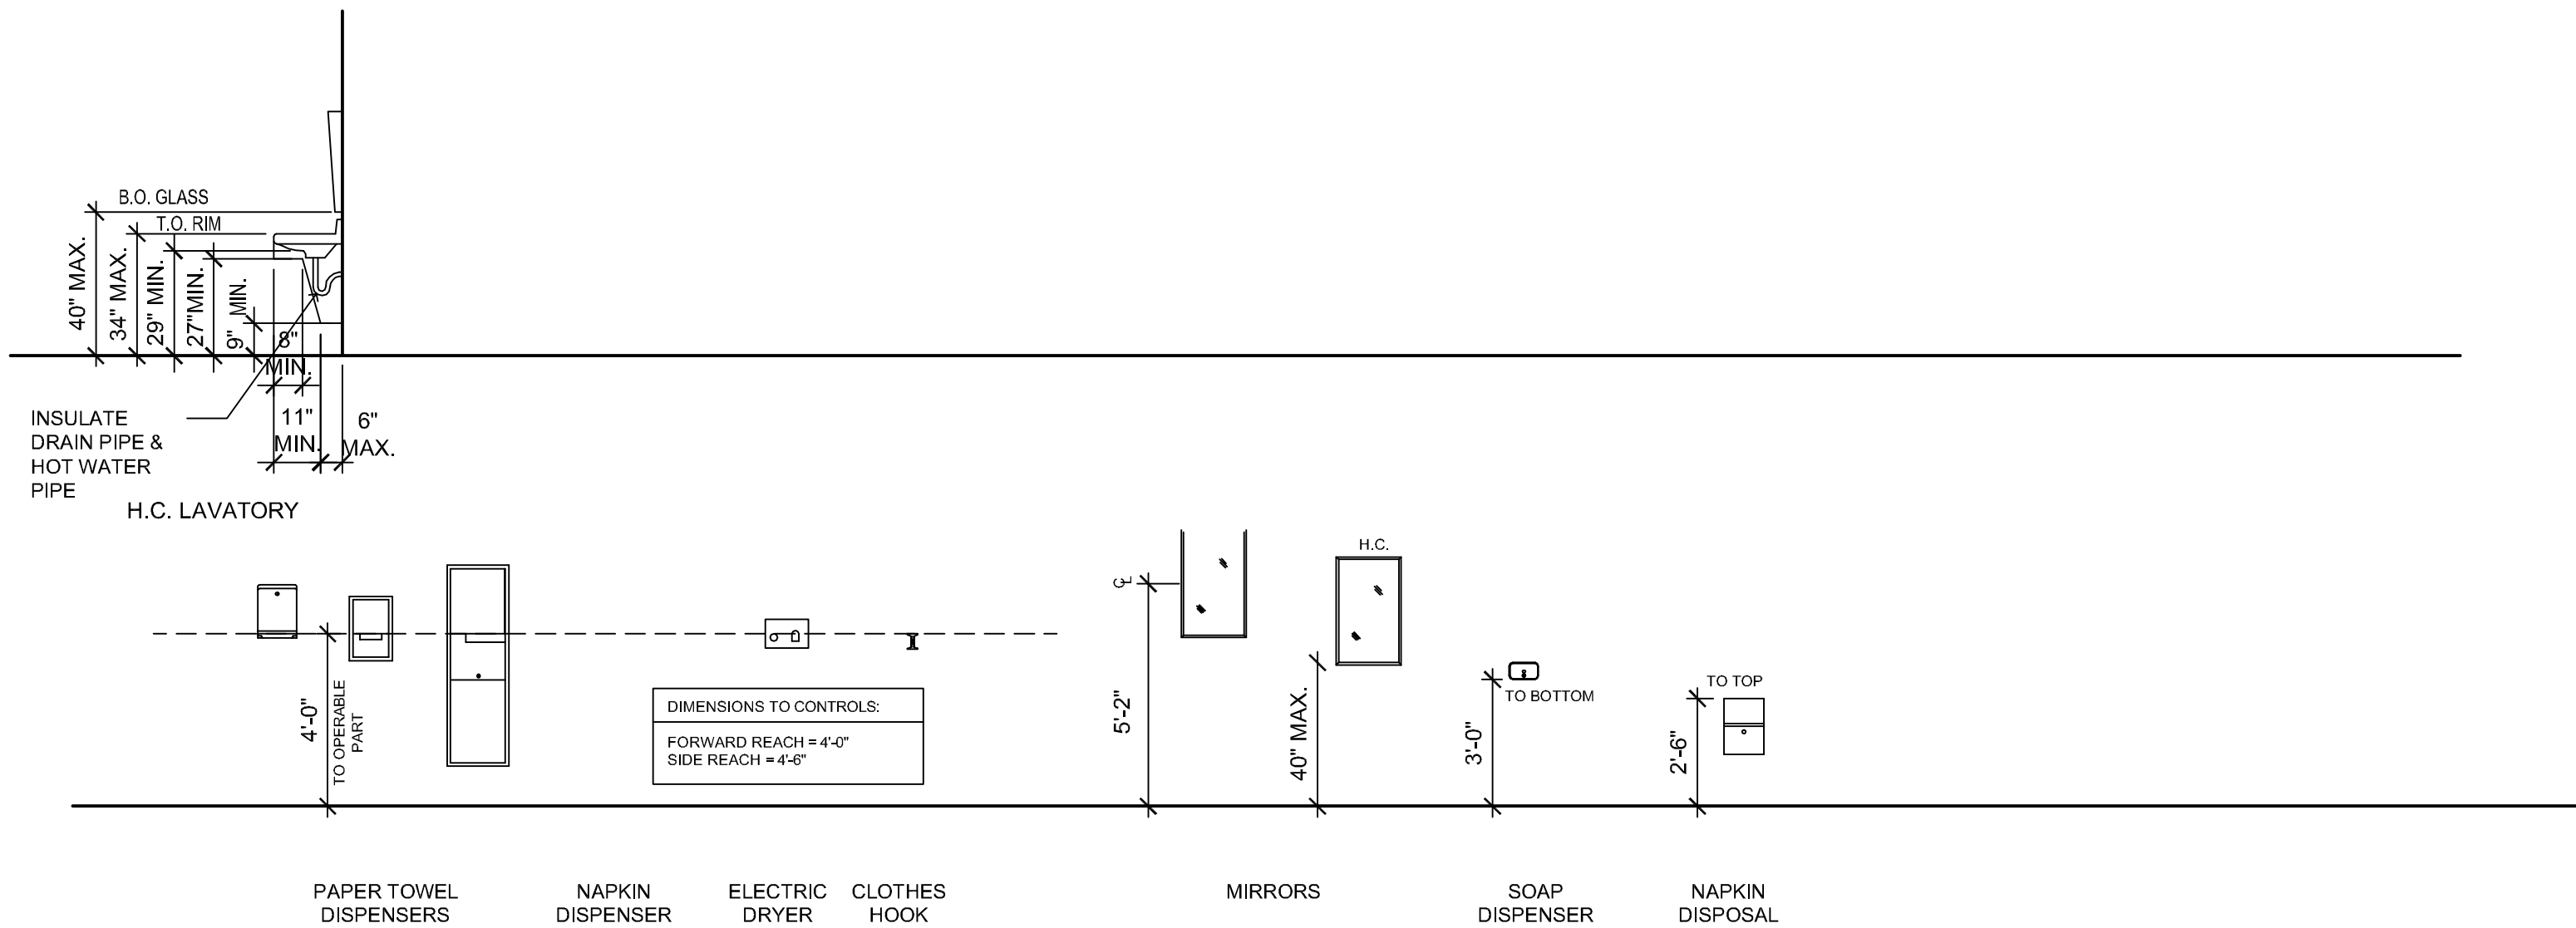 B.O. GLASS
T.O. RIM
40" MAX.
34" MAX.
29" MIN.
27"MIN.
9" MIN.
8"
MIN.
11"
MIN.
6"
MAX.
INSULATE
DRAIN PIPE &
HOT WATER
PIPE
H.C. LAVATORY
4'-0"
TO OPERABLE
PART
DIMENSIONS TO CONTROLS:
FORWARD REACH = 4'-0"
SIDE REACH = 4'-6"
CL
5'-2"
H.C.
40" MAX.
3'-0"
TO BOTTOM
2'-6"
TO TOP
PAPER TOWEL
DISPENSERS
NAPKIN
DISPENSER
ELECTRIC
DRYER
CLOTHES
HOOK
MIRRORS
SOAP
DISPENSER
NAPKIN
DISPOSAL